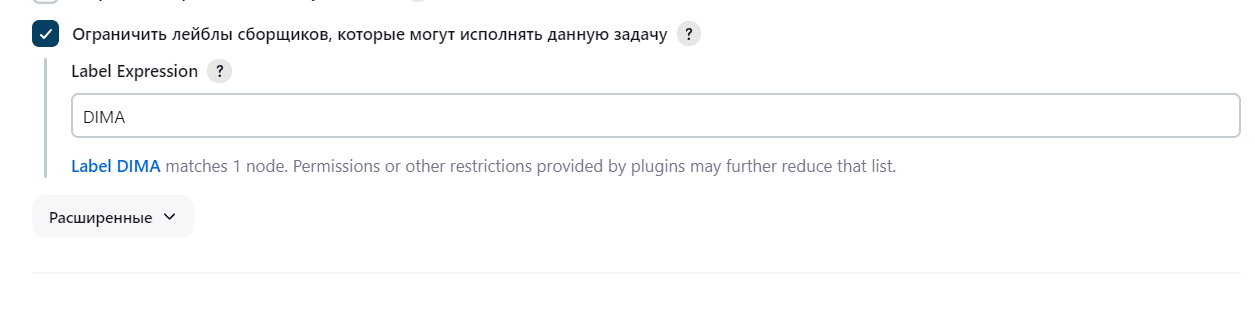 Ограничить лейблы сборщиков, которые могут исполнять данную задачу ?
Label Expression ?
DIMA
Label DIMA matches 1 node. Permissions or other restrictions provided by plugins may further reduce that list.
Расширенные